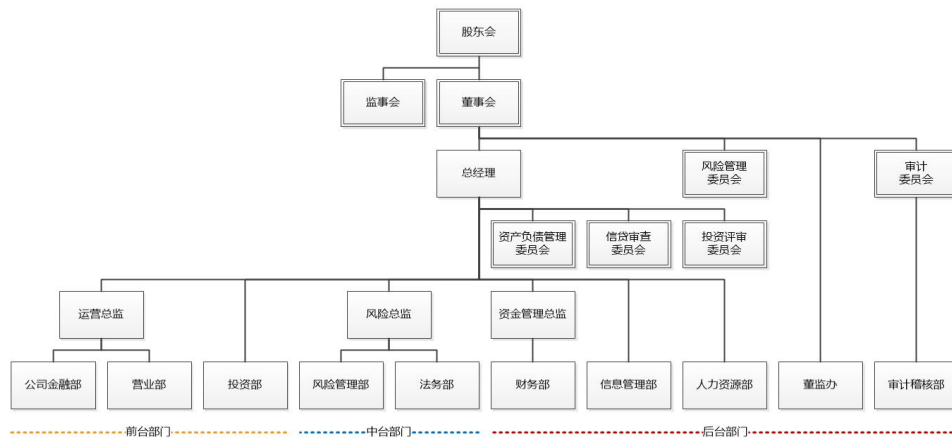 股东会
监事会
董事会
总经理
风险管理
委员会
审计
委员会
资产负债管理
委员会
信贷审查
委员会
投资评审
委员会
运营总监
风险总监
资金管理总监
公司金融部
营业部
投资部
风险管理部
法务部
财务部
信息管理部
人力资源部
董监办
审计稽核部
前台部门
中台部门
后台部门